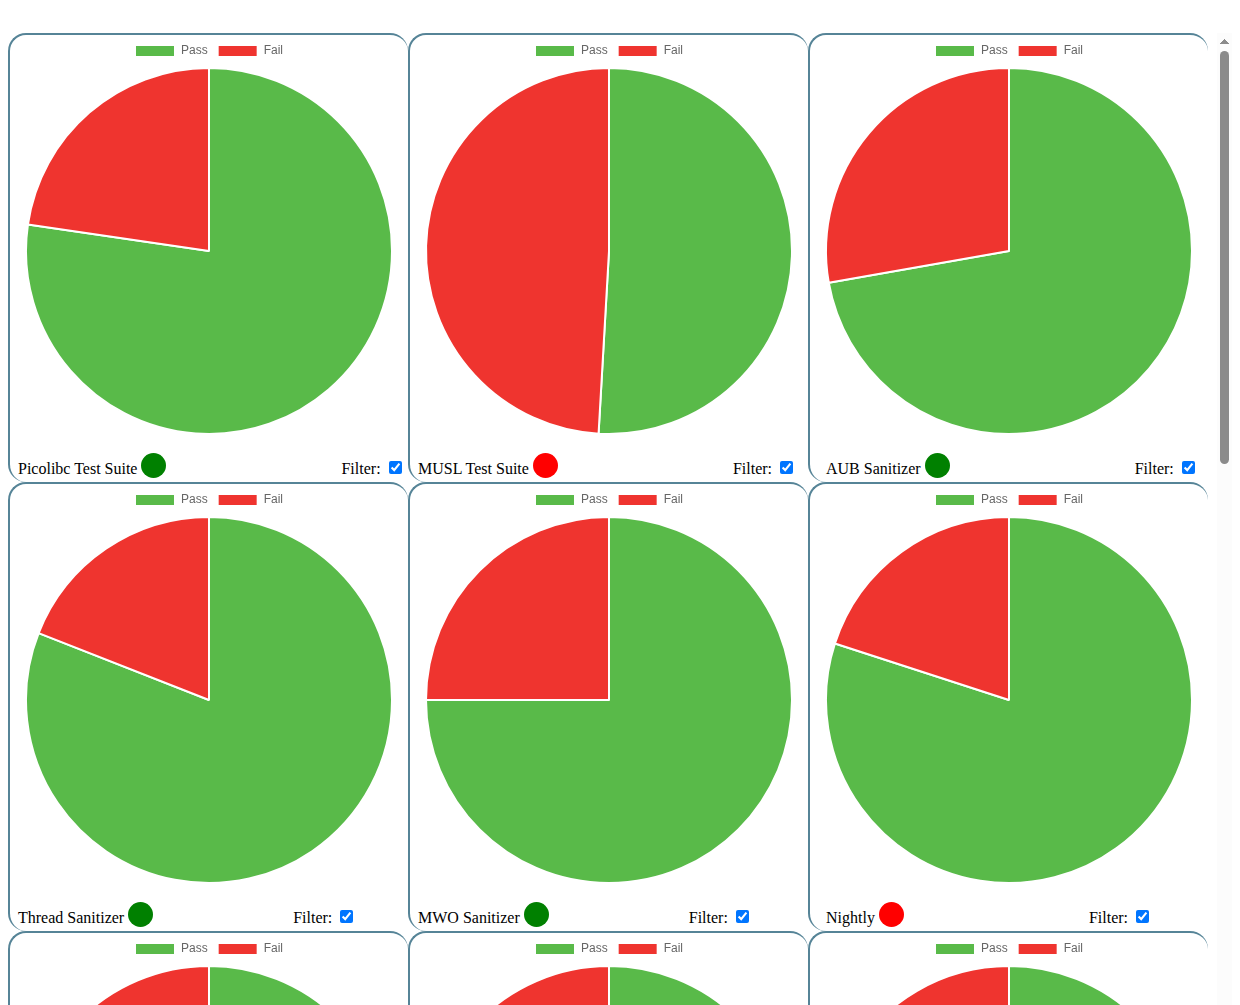 Pass Fail
Pass Fail
Pass Fail
Picolibc Test Suite Filter:
MUSL Test Suite Filter:
AUB Sanitizer Filter:
Pass Fail
Pass Fail
Pass Fail
Thread Sanitizer Filter:
MWO Sanitizer Filter:
Nightly Filter:
Pass Fail
Pass Fail
Pass Fail